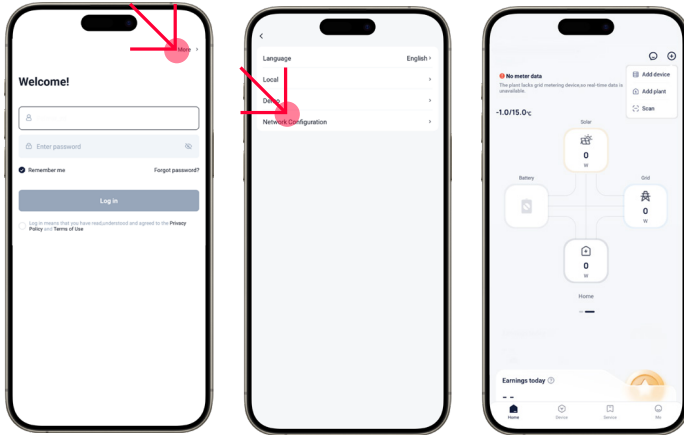 More >
Welcome!
Enter password
Remember me
Forgot password?
Log in
Log in means that you have read,understood and agreed to the Privacy
Policy and Terms of Use
Language
English >
Local
Demo
Network Configuration
No meter data
The plant lacks grid metering device,so real-time data is
unavailable.
Add device
Add plant
Scan
-1.0/15.0℃
Solar
0
W
Battery
Grid
0
W
0
W
Home
Earnings today
--
Home
Device
Service
Me